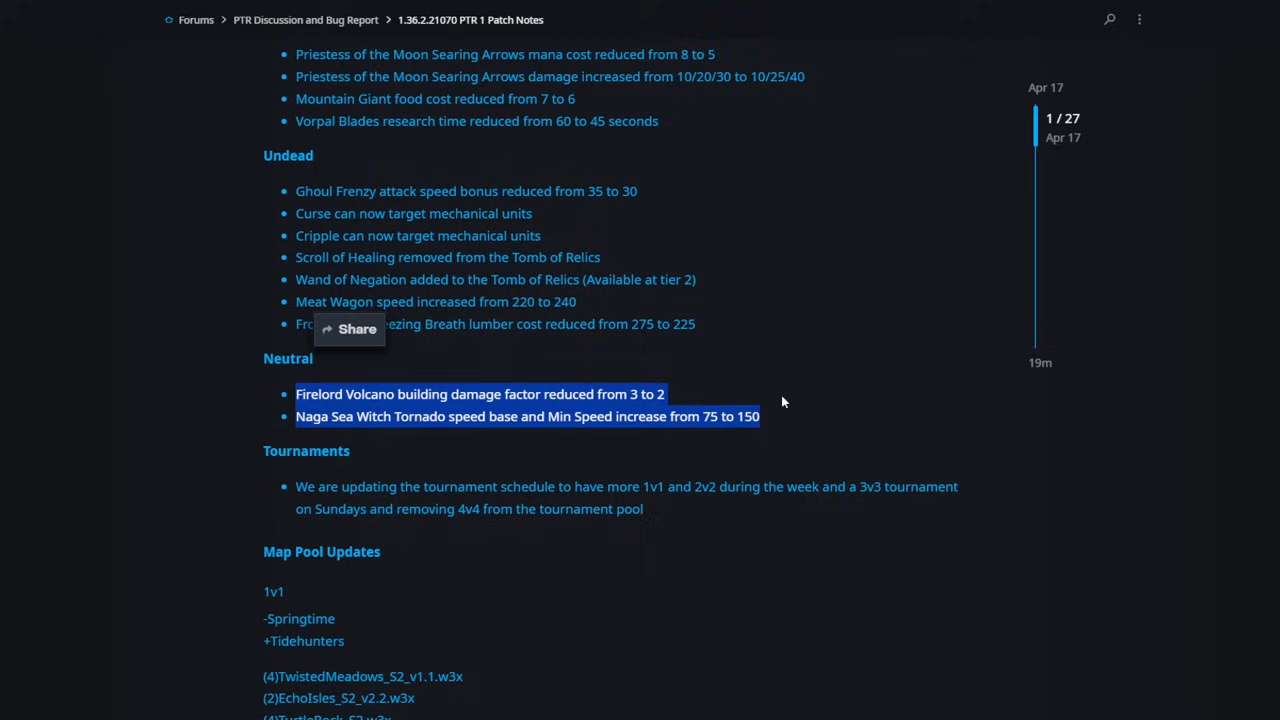 Forums > PTR Discussion and Bug Report > 1.36.2.21070 PTR 1 Patch Notes
Priestess of the Moon Searing Arrows mana cost reduced from 8 to 5
Priestess of the Moon Searing Arrows damage increased from 10/20/30 to 10/25/40
Mountain Giant food cost reduced from 7 to 6
Vorpal Blades research time reduced from 60 to 45 seconds
Undead
Ghoul Frenzy attack speed bonus reduced from 35 to 30
Curse can now target mechanical units
Cripple can now target mechanical units
Scroll of Healing removed from the Tomb of Relics
Wand of Negation added to the Tomb of Relics (Available at tier 2)
Meat Wagon speed increased from 220 to 240
Breath lumber cost reduced from 275 to 225
Share
Neutral
Firelord Volcano building damage factor reduced from 3 to 2
Naga Sea Witch Tornado speed base and Min Speed increase from 75 to 150
Tournaments
We are updating the tournament schedule to have more 1v1 and 2v2 during the week and a 3v3 tournament
on Sundays and removing 4v4 from the tournament pool
Map Pool Updates
1v1
-Springtime
+Tidehunters
(4)TwistedMeadows_S2_v1.1.w3x
(2)EchoIsles_S2_v2.2.w3x
(4)TurtleRock_S2.w3x
Apr 17
1 / 27
Apr 17
19m